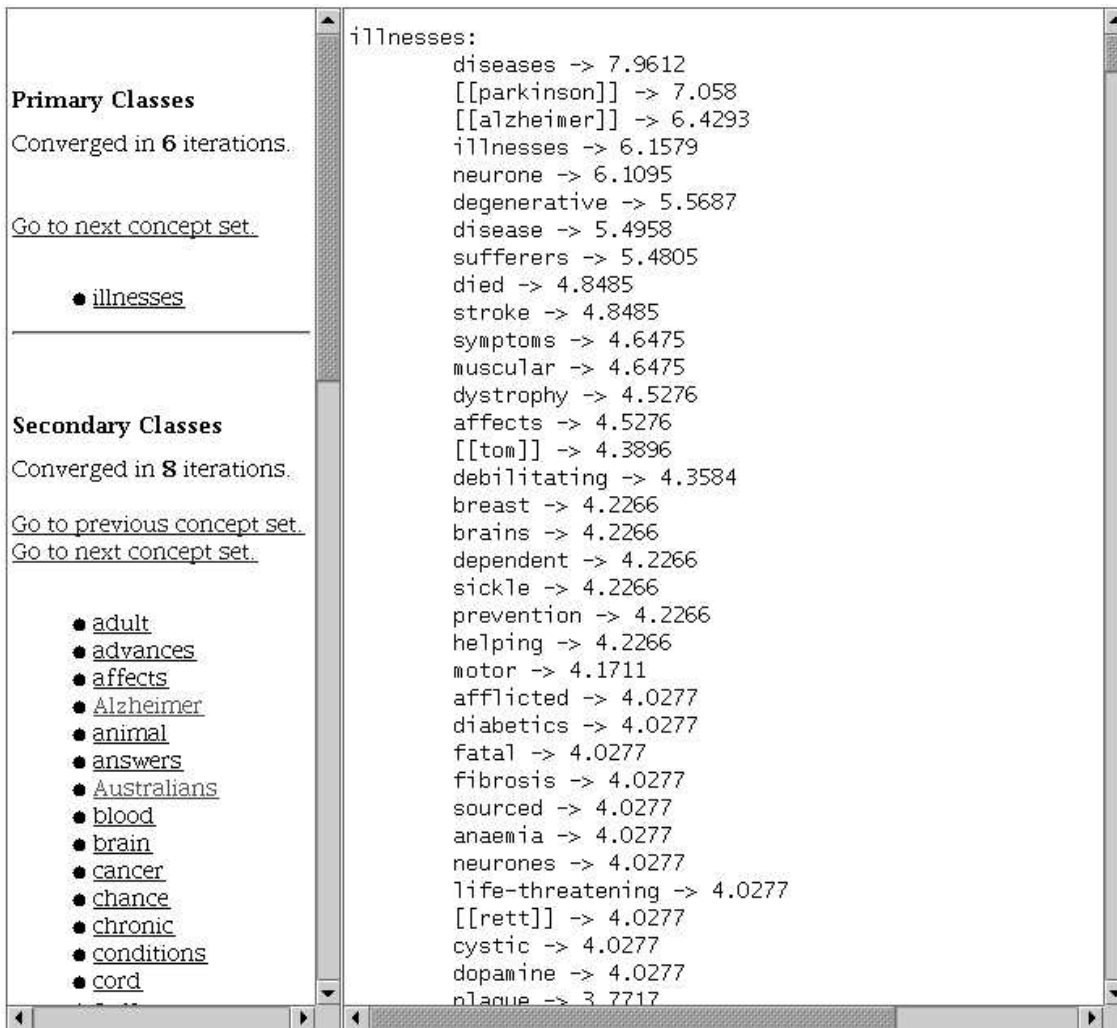 Primary Classes
Converged in 6 iterations.
Go to next concept set.
illnesses
Secondary Classes
Converged in 8 iterations.
Go to previous concept set.
Go to next concept set.
adult
advances
affects
Alzheimer
animal
answers
Australians
blood
brain
cancer
chance
chronic
conditions
cord
illnesses:
diseases -> 7.9612
[[parkinson]] -> 7.058
[[alzheimer]] -> 6.4293
illnesses -> 6.1579
neurone -> 6.1095
degenerative -> 5.5687
disease -> 5.4958
sufferers -> 5.4805
died -> 4.8485
stroke -> 4.8485
symptoms -> 4.6475
muscular -> 4.6475
dystrophy -> 4.5276
affects -> 4.5276
[[tom]] -> 4.3896
debilitating -> 4.3584
breast -> 4.2266
brains -> 4.2266
dependent -> 4.2266
sickle -> 4.2266
prevention -> 4.2266
helping -> 4.2266
motor -> 4.1711
afflicted -> 4.0277
diabetics -> 4.0277
fatal -> 4.0277
fibrosis -> 4.0277
sourced -> 4.0277
anaemia -> 4.0277
neurones -> 4.0277
life-threatening -> 4.0277
[[rett]] -> 4.0277
cystic -> 4.0277
dopamine -> 4.0277
plaque -> 3.7717